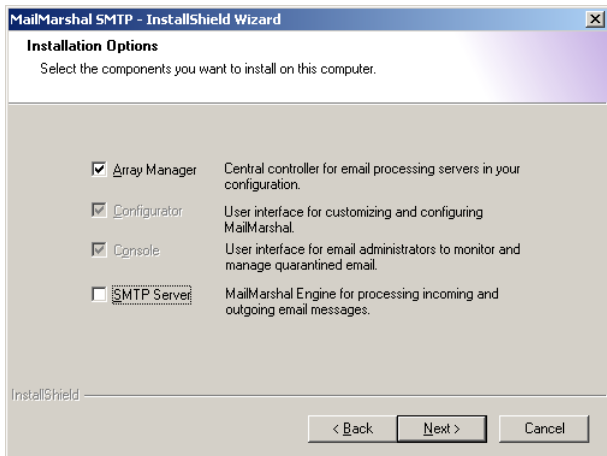 MailMarshal SMTP - InstallShield Wizard
Installation Options
Select the components you want to install on this computer.
Array Manager Central controller for email processing servers in your
configuration.
Configurator User interface for customizing and configuring
MailMarshal.
Console User interface for email administrators to monitor and
manage quarantined email.
SMTP Server MailMarshal Engine for processing incoming and
outgoing email messages.
InstallShield
< Back Next > Cancel